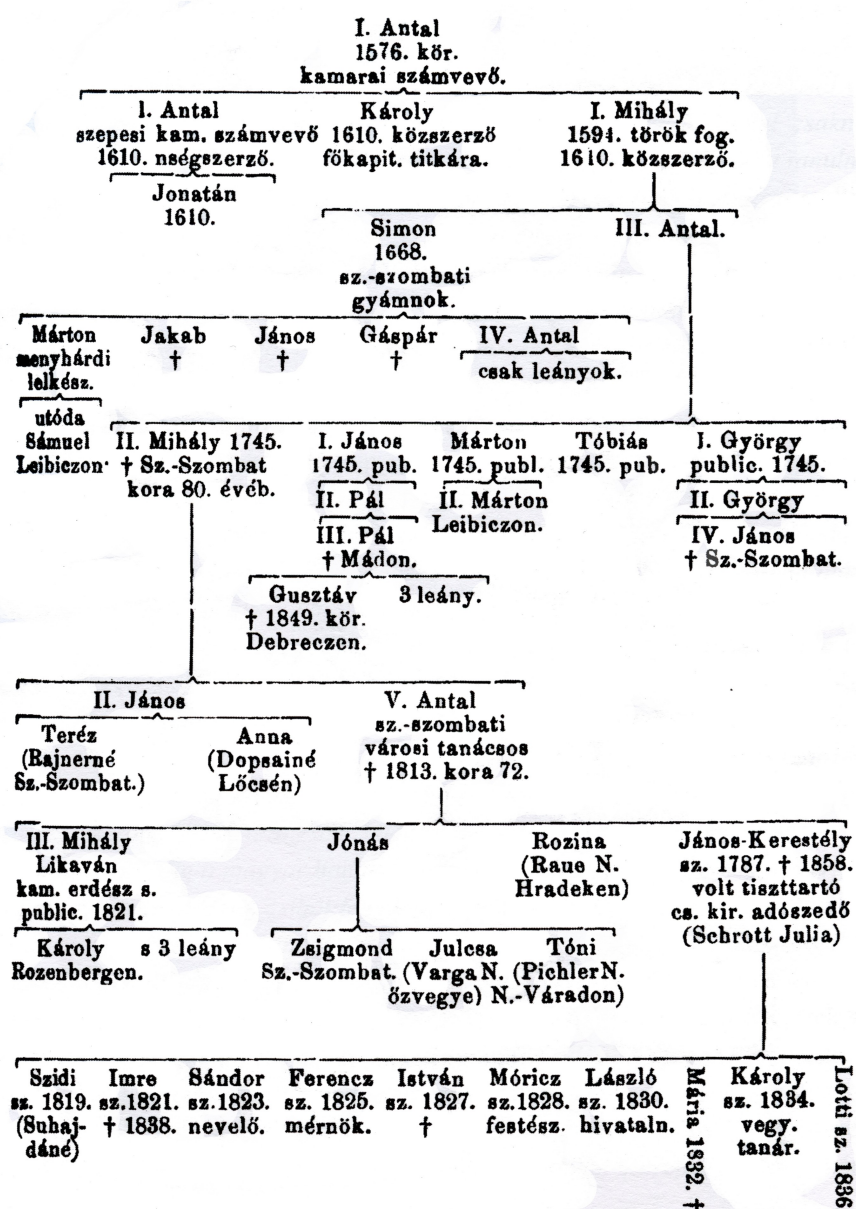 I. Antal
1576. kör.
kamarai számvevő.
I. Antal
szepesi kam. számvevő
1610. nségszerző.
Károly
1610. közszerző
főkapit. titkára.
I. Mihály
1594. török fog.
1610. közszerző.
Jonatán
1610.
Simon
1668.
sz.-szombati
gyámnok.
III. Antal.
Márton
menyhárdi
lelkész.
Jakab
†
János
†
Gáspár
†
IV. Antal
csak leányok.
utóda
Sámuel
Leibiczon.
II. Mihály 1745.
† Sz.-Szombat
kora 80. évéb.
I. János
1745. pub.
Márton
1745. publ.
Tóbiás
1745. pub.
I. György
public. 1745.
II. Pál
III. Pál
† Mádon.
II. Márton
Leibiczon.
II. György
IV. János
† Sz.-Szombat.
Gusztáv
† 1849. kör.
Debreczen.
3 leány.
II. János
V. Antal
sz.-szombati
városi tanácsos
† 1813. kora 72.
Teréz
(Rajnerné
Sz.-Szombat.)
Anna
(Dopsainé
Lőcsén)
III. Mihály
Likaván
kam. erdész s.
public. 1821.
Jónás
Rozina
(Raue N.
Hradeken)
János-Kerestély
sz. 1787. † 1858.
volt tiszttartó
cs. kir. adószedő
(Schrott Julia)
Károly
Rozenbergen.
s 3 leány
Zsigmond
Sz.-Szombat.
Julcsa
(Varga N.
özvegye)
Tóni
(Pichler N.
N.-Váradon)
Szidi
sz. 1819.
(Suhaj-
dáné)
Imre
sz. 1821.
† 1838.
Sándor
sz. 1823.
nevelő.
Ferencz
sz. 1825.
mérnök.
István
sz. 1827.
†
Móricz
sz. 1828.
festész.
László
sz. 1830.
hivataln.
Mária 1832. †
Károly
sz. 1834.
vegy.
tanár.
Lotti sz. 1836